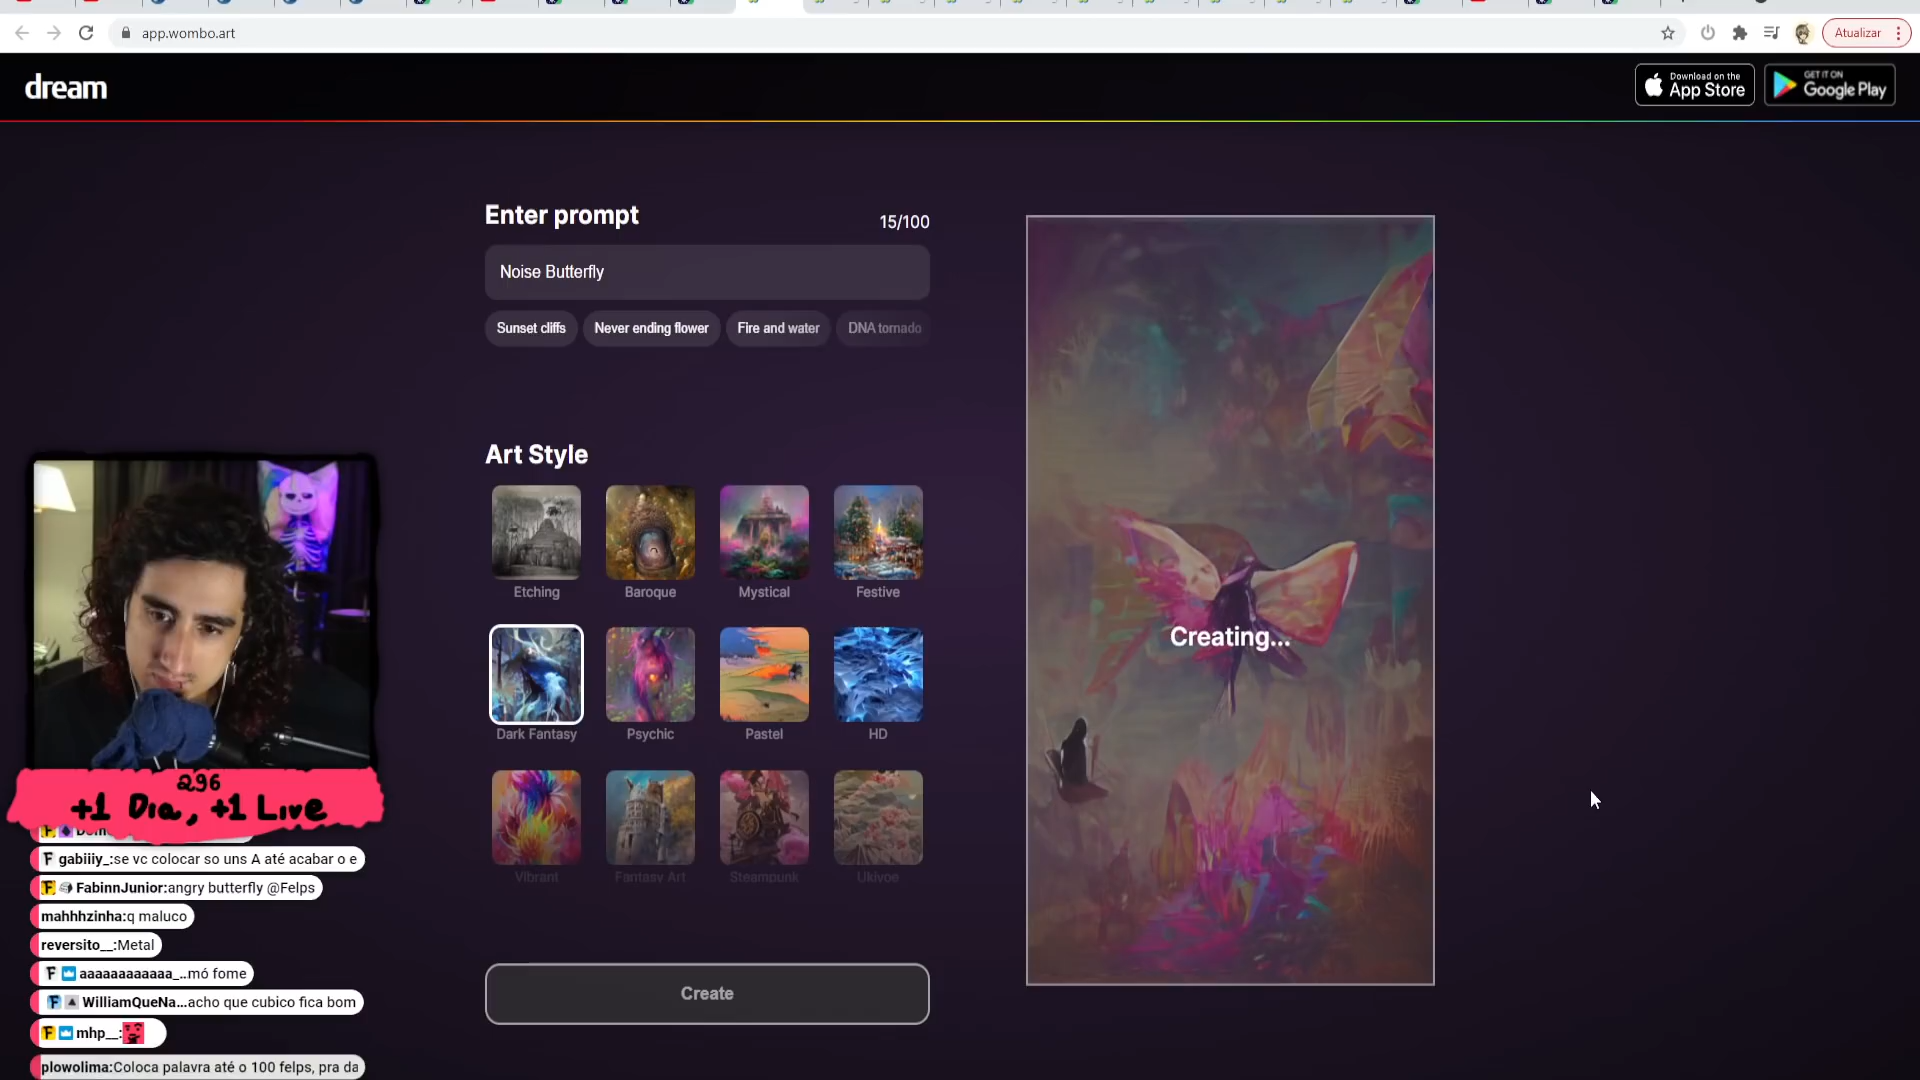 app.wombo.art
Atualizar
dream
Download on the
App Store
GET IT ON
Google Play
Enter prompt
15/100
Noise Butterfly
Sunset cliffs
Never ending flower
Fire and water
DNA tornado
Art Style
Etching
Baroque
Mystical
Festive
Dark Fantasy
Psychic
Pastel
HD
Vibrant
Fantasy Art
Steampunk
Ukiyoe
Create
Creating...
296
+1 Dia, +1 Live
gabiiiy_:se vc colocar so uns A até acabar o e
FabinnJunior:angry butterfly @Felps
mahhhzinha:q maluco
reversito__:Metal
aaaaaaaaaaaa_..mó fome
WilliamQueNa...acho que cubico fica bom
mhp__:
plowolima:Coloca palavra até o 100 felps, pra da